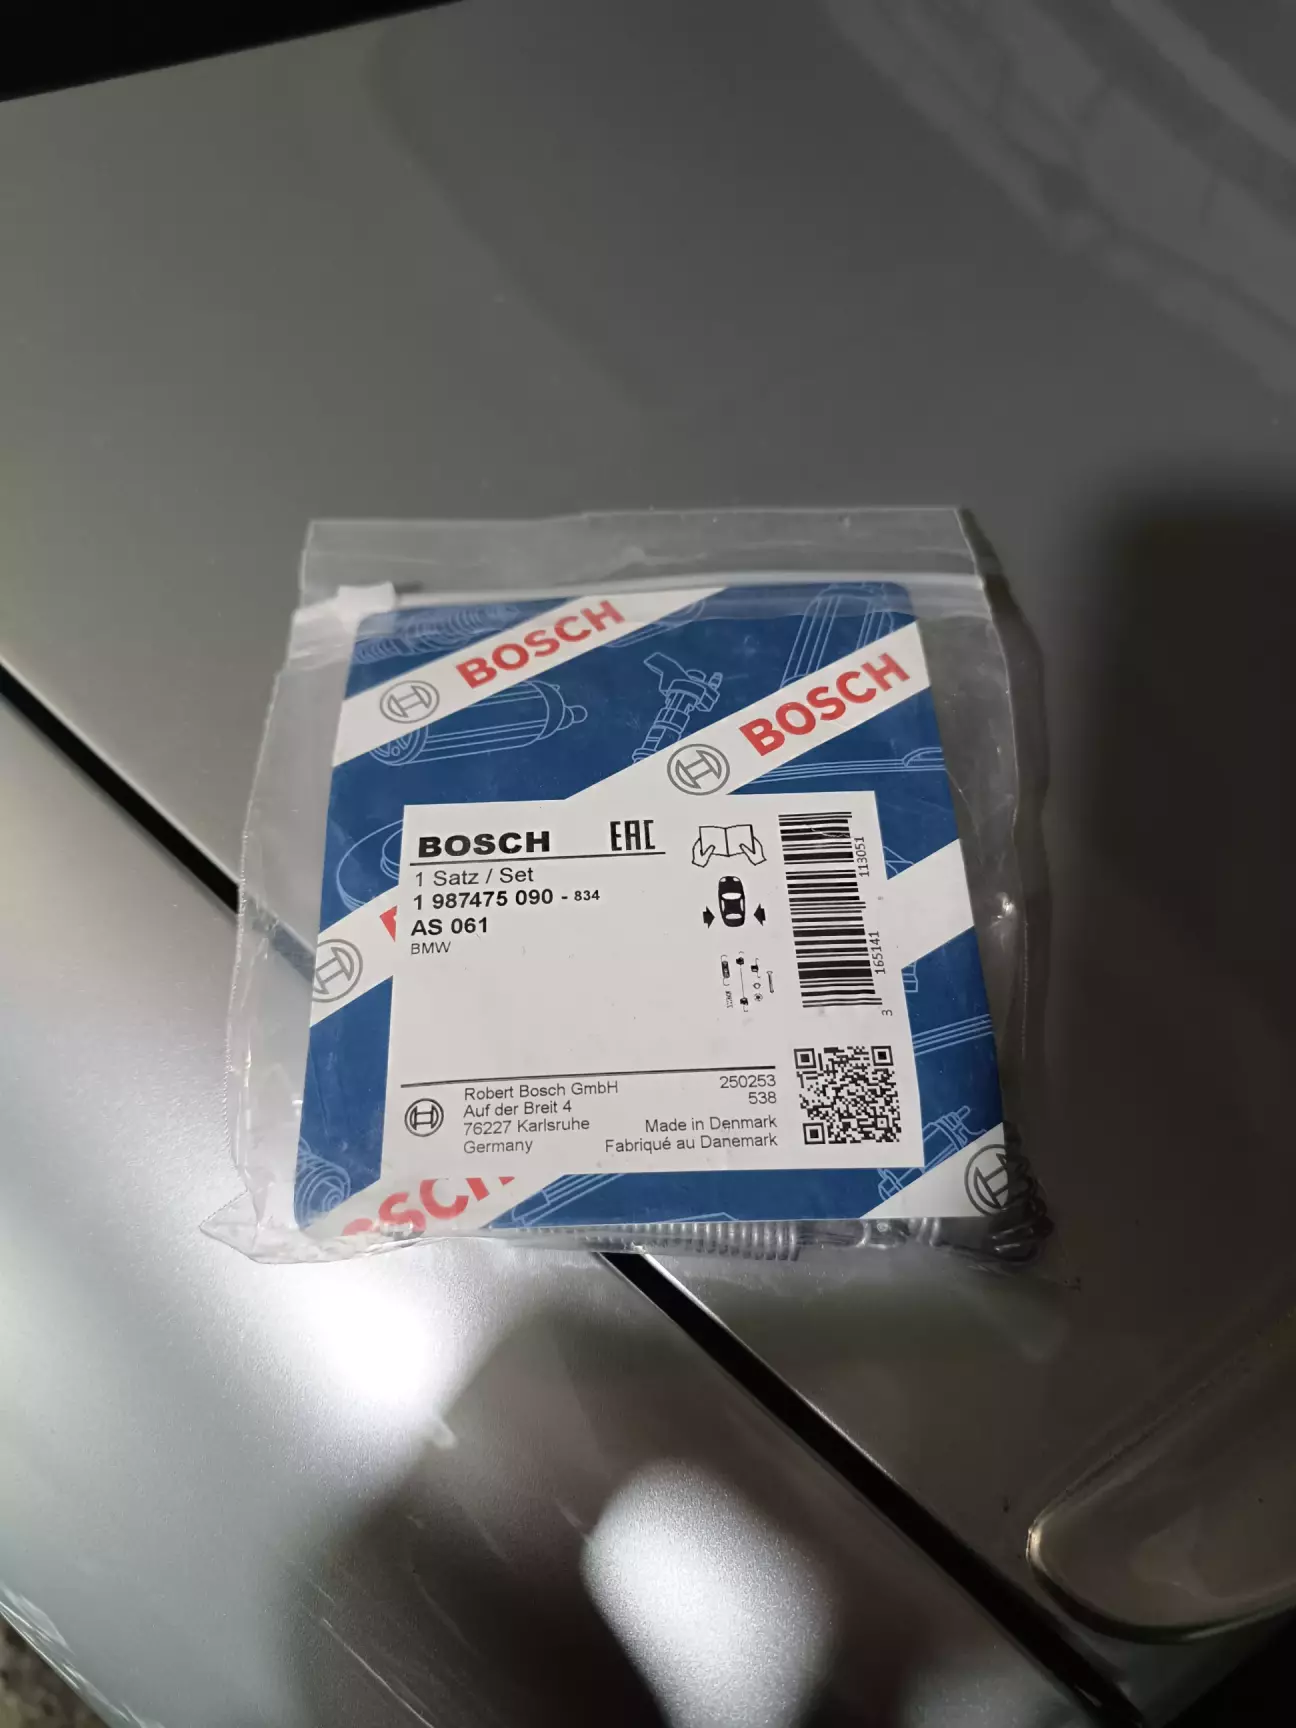 BOSCH
BOSCH
BOSCH EAC
1 Satz / Set
1 987475 090 - 834
AS 061
BMW
3 165141 113051
Robert Bosch GmbH
Auf der Breit 4
76227 Karlsruhe
Germany
250253
538
Made in Denmark
Fabriqué au Danemark